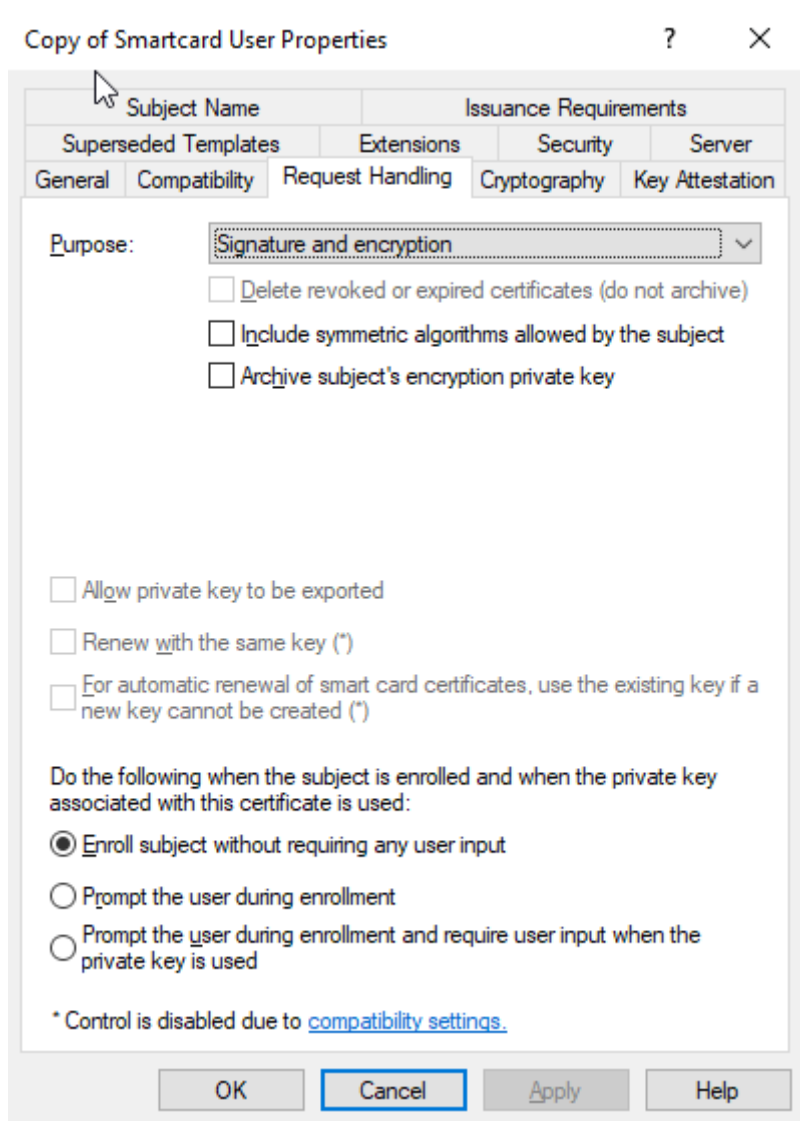 Copy of Smartcard User Properties ? ×
Subject Name Issuance Requirements
Superseded Templates Extensions Security Server
General Compatibility Request Handling Cryptography Key Attestation
Purpose: Signature and encryption
Delete revoked or expired certificates (do not archive)
Include symmetric algorithms allowed by the subject
Archive subject's encryption private key
Allow private key to be exported
Renew with the same key (*)
For automatic renewal of smart card certificates, use the existing key if a
new key cannot be created (*)
Do the following when the subject is enrolled and when the private key
associated with this certificate is used:
Enroll subject without requiring any user input
Prompt the user during enrollment
Prompt the user during enrollment and require user input when the
private key is used
* Control is disabled due to compatibility settings.
OK Cancel Apply Help